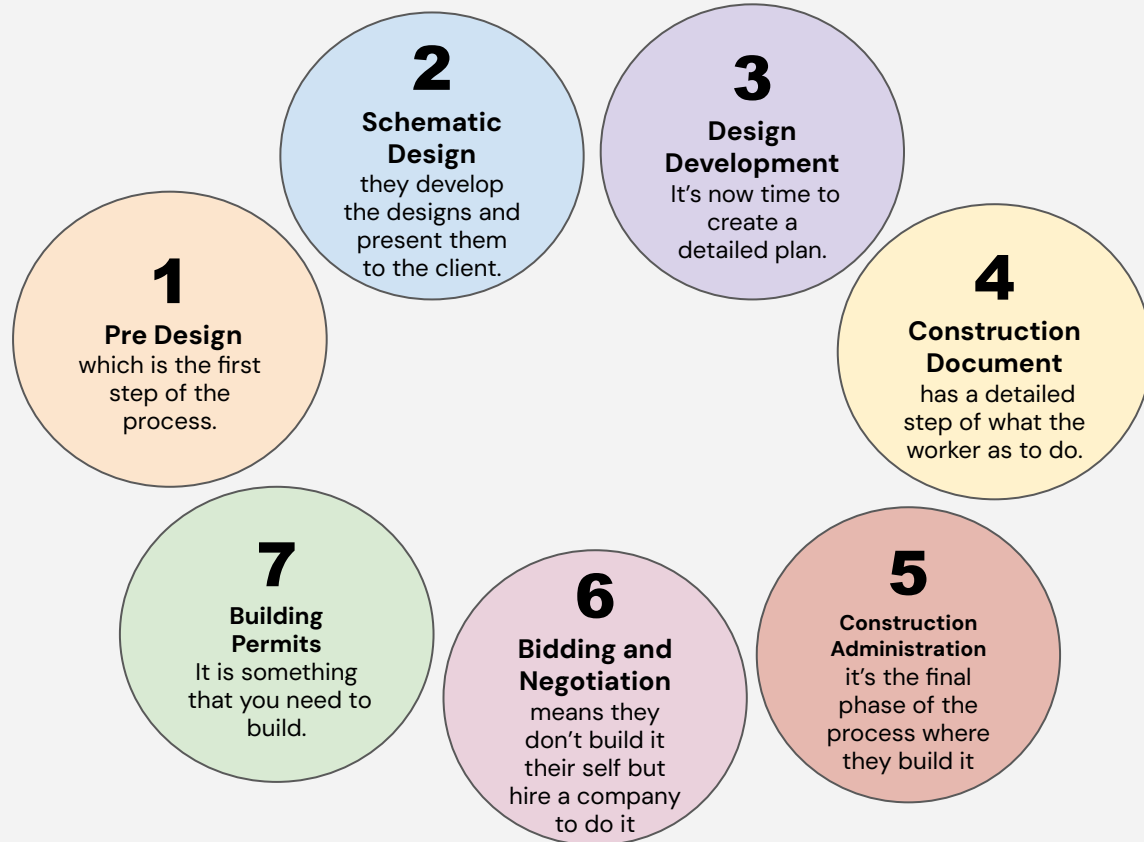 1
Pre Design
which is the first
step of the
process.
2
Schematic
Design
they develop
the designs and
present them
to the client.
3
Design
Development
It's now time to
create a
detailed plan.
4
Construction
Document
has a detailed
step of what the
worker as to do.
5
Construction
Administration
it's the final
phase of the
process where
they build it
6
Bidding and
Negotiation
means they
don't build it
their self but
hire a company
to do it
7
Building
Permits
It is something
that you need to
build.